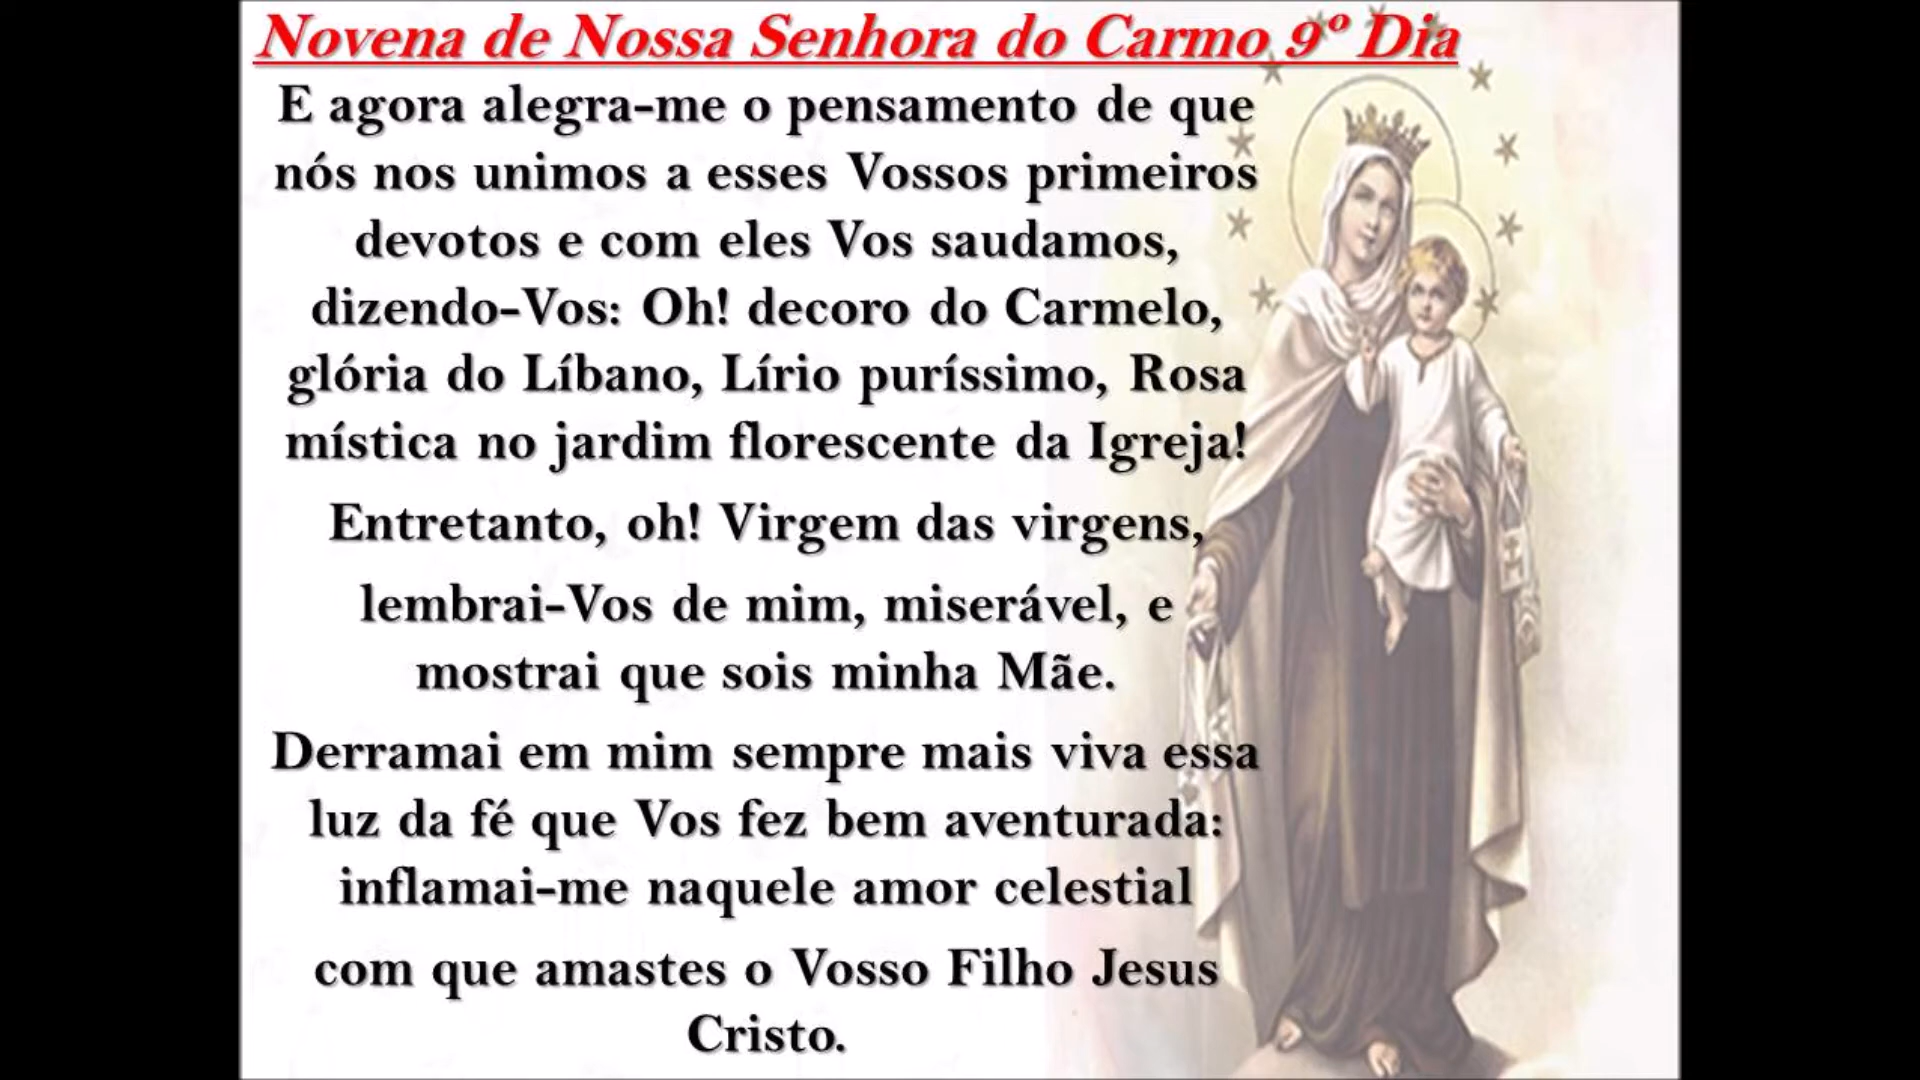 Novena de Nossa Senhora do Carmo 9º Dia
E agora alegra-me o pensamento de que
nós nos unimos a esses Vossos primeiros
devotos e com eles Vos saudamos,
dizendo-Vos: Oh! decoro do Carmelo,
glória do Líbano, Lírio puríssimo, Rosa
mística no jardim florescente da Igreja!
Entretanto, oh! Virgem das virgens,
lembrai-Vos de mim, miserável, e
mostrai que sois minha Mãe.
Derramai em mim sempre mais viva essa
luz da fé que Vos fez bem aventurada:
inflamai-me naquele amor celestial
com que amastes o Vosso Filho Jesus
Cristo.